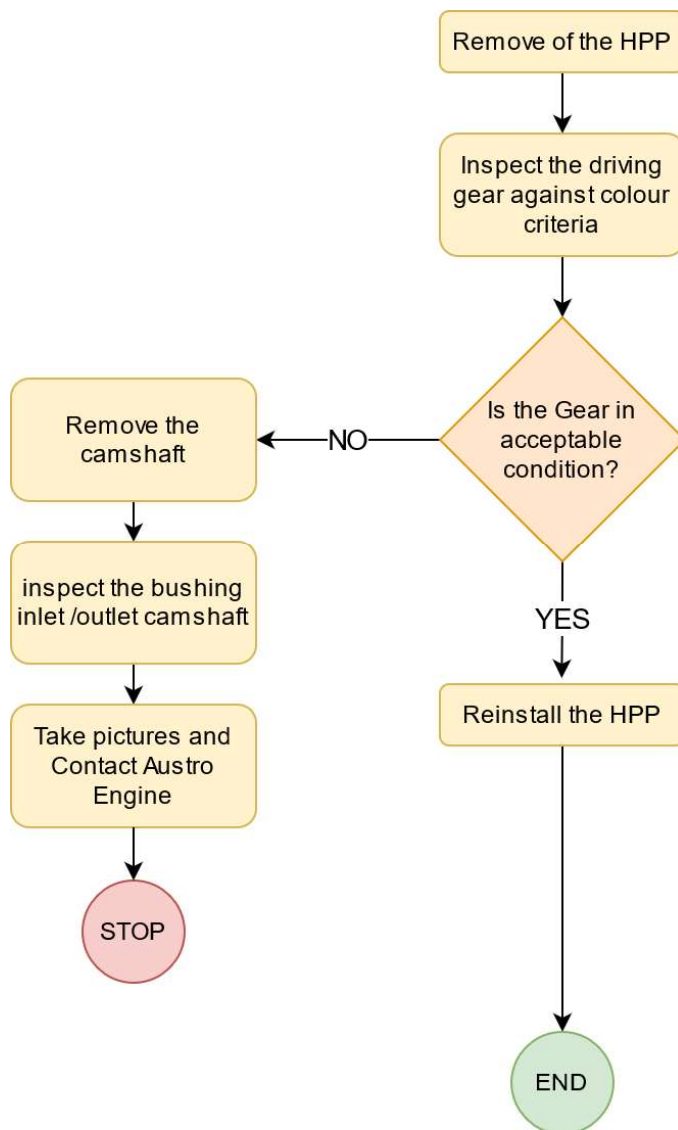 Remove of the HPP
Inspect the driving
gear against colour
criteria
Is the Gear in
acceptable
condition?
NO
Remove the
camshaft
inspect the bushing
inlet /outlet camshaft
Take pictures and
Contact Austro
Engine
STOP
YES
Reinstall the HPP
END